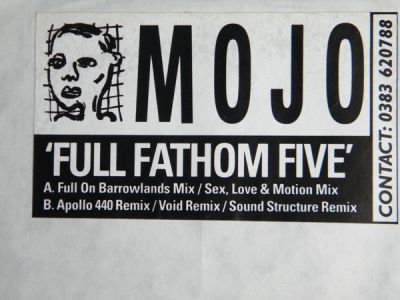 MOJO
'FULL FATHOM FIVE'
A. Full On Barrowlands Mix / Sex, Love & Motion Mix
B. Apollo 440 Remix / Void Remix / Sound Structure Remix
CONTACT: 0383 620788